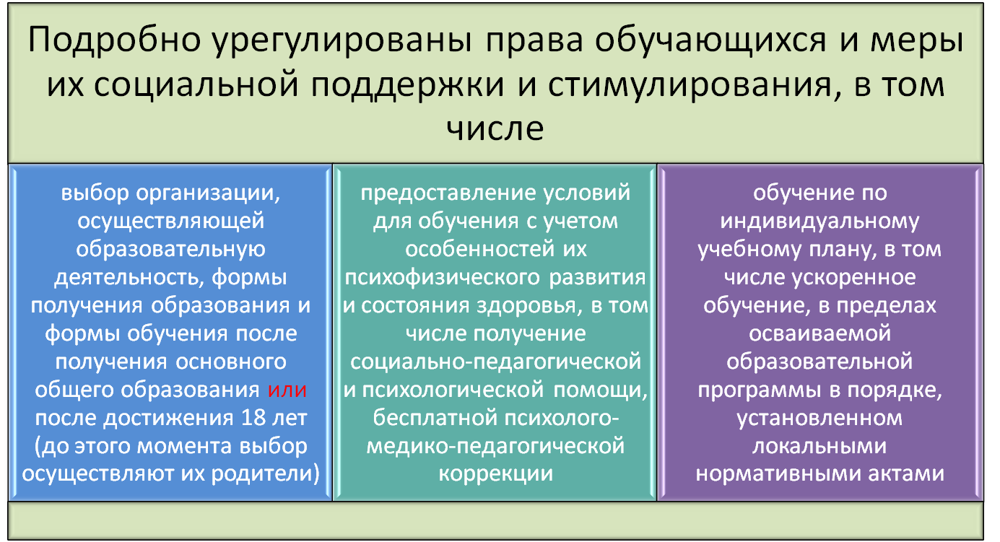 Подробно урегулированы права обучающихся и меры
их социальной поддержки и стимулирования, в том
числе
выбор организации,
осуществляющей
образовательную
деятельность, формы
получения образования и
формы обучения после
получения основного
общего образования или
после достижения 18 лет
(до этого момента выбор
осуществляют их родители)
предоставление условий
для обучения с учетом
особенностей их
психофизического развития
и состояния здоровья, в том
числе получение
социально-педагогической
и психологической помощи,
бесплатной психолого-
медико-педагогической
коррекции
обучение по
индивидуальному
учебному плану, в том
числе ускоренное
обучение, в пределах
осваиваемой
образовательной
программы в порядке,
установленном
локальными
нормативными актами